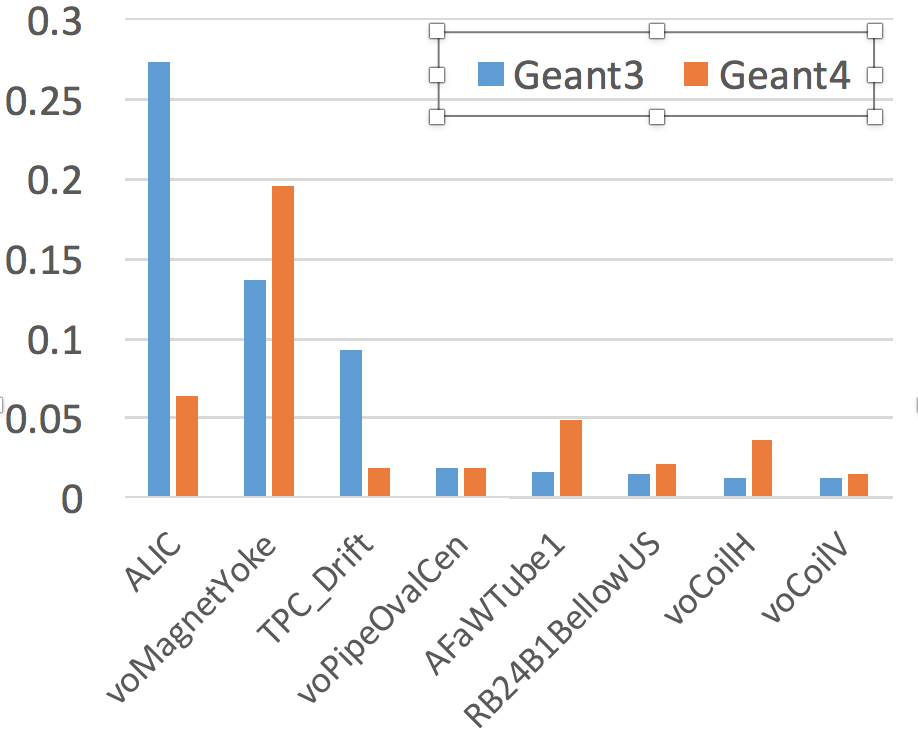 0.3
0.25
0.2
0.15
0.1
0.05
0
Geant3 Geant4
ALIC
voMagnetYoke
TPC_Drift
voPipeOvalCen
AFaWTube1
RB24B1BellowUS
voCoilH
voCoilV